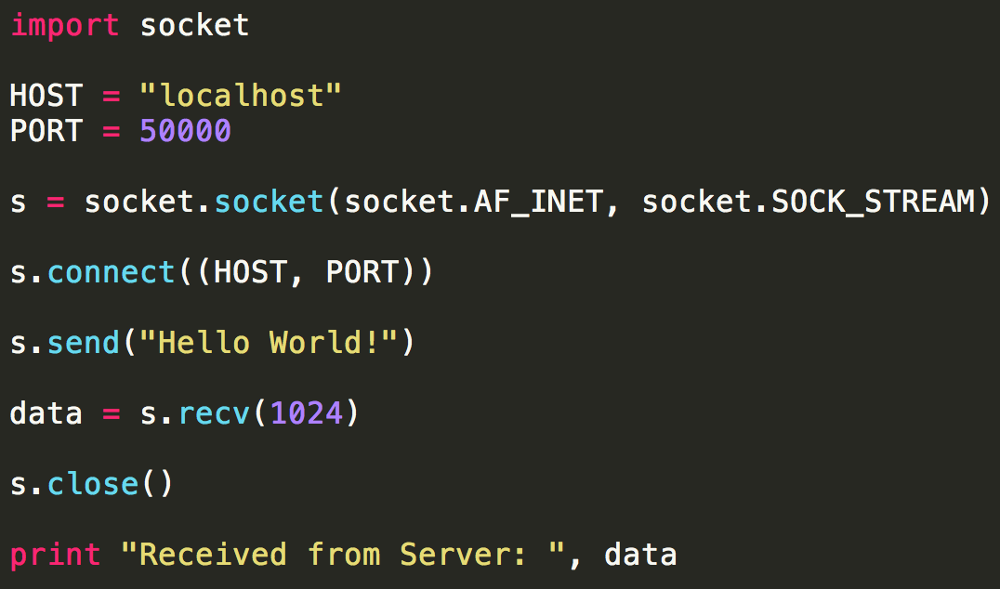 import socket
HOST = "localhost"
PORT = 50000
s = socket.socket(socket.AF_INET, socket.SOCK_STREAM)
s.connect((HOST, PORT))
s.send("Hello World!")
data = s.recv(1024)
s.close()
print "Received from Server: ", data